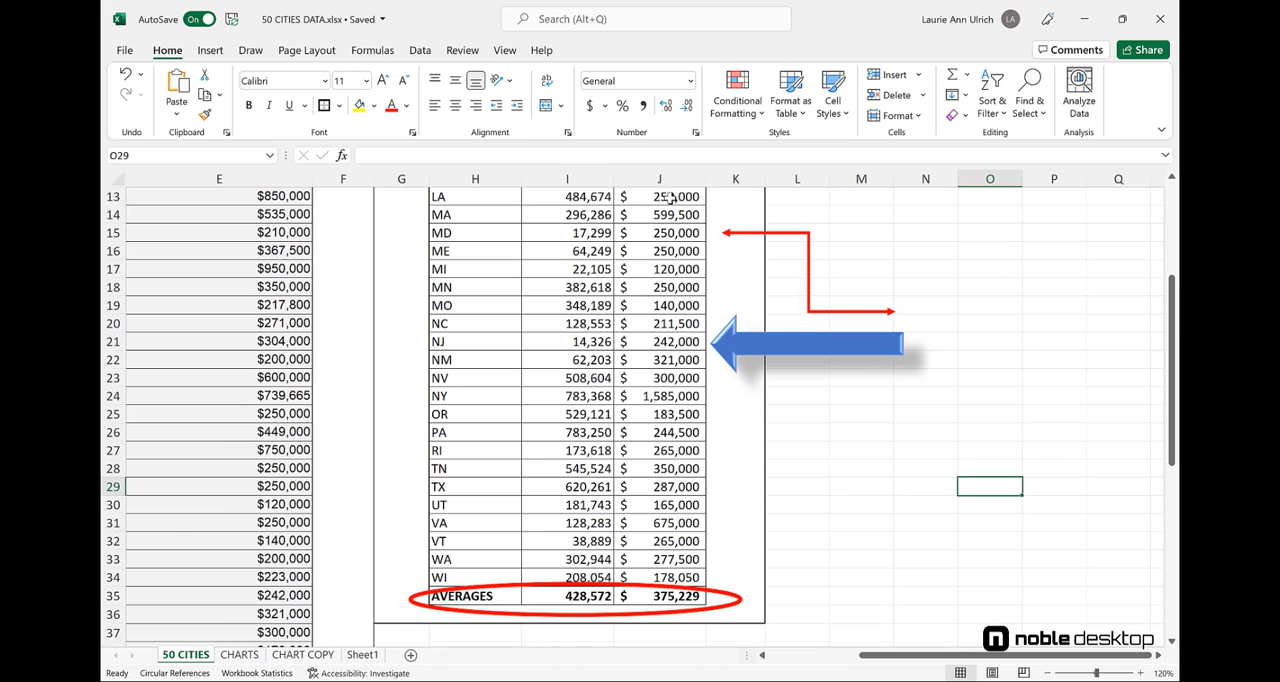 AutoSave On 50 CITIES DATA.xlsx • Saved Search (Alt+Q) Laurie Ann Ulrich LA
File Home Insert Draw Page Layout Formulas Data Review View Help Comments Share
Calibri 11 General Insert
Paste Conditional Formatting Format as Table Cell Styles Delete Sort & Filter Find & Select Analyze Data
B I U A $ % Format
Undo Clipboard Font Alignment Number Styles Cells Editing Analysis
O29 fx
E F G H I J K L M N O P Q
13 $850,000 LA 484,674 $
14 $535,000 MA 296,286 $ 599,500
15 $210,000 MD 17,299 $ 250,000
16 $367,500 ME 64,249 $ 250,000
17 $950,000 MI 22,105 $ 120,000
18 $350,000 MN 382,618 $ 250,000
19 $217,800 MO 348,189 $ 140,000
20 $271,000 NC 128,553 $ 211,500
21 $304,000 NJ 14,326 $ 242,000
22 $200,000 NM 62,203 $ 321,000
23 $600,000 NV 508,604 $ 300,000
24 $739,665 NY 783,368 $ 1,585,000
25 $250,000 OR 529,121 $ 183,500
26 $449,000 PA 783,250 $ 244,500
27 $750,000 RI 173,618 $ 265,000
28 $250,000 TN 545,524 $ 350,000
29 $250,000 TX 620,261 $ 287,000
30 $120,000 UT 181,743 $ 165,000
31 $250,000 VA 128,283 $ 675,000
32 $140,000 VT 38,889 $ 265,000
33 $200,000 WA 302,944 $ 277,500
34 $223,000 WI 208,054 $ 178,050
35 $242,000 AVERAGES 428,572 $ 375,229
36 $321,000
37 $300,000
noble desktop
50 CITIES CHARTS CHART COPY Sheet1
Ready Circular References Workbook Statistics Accessibility: Investigate 120%